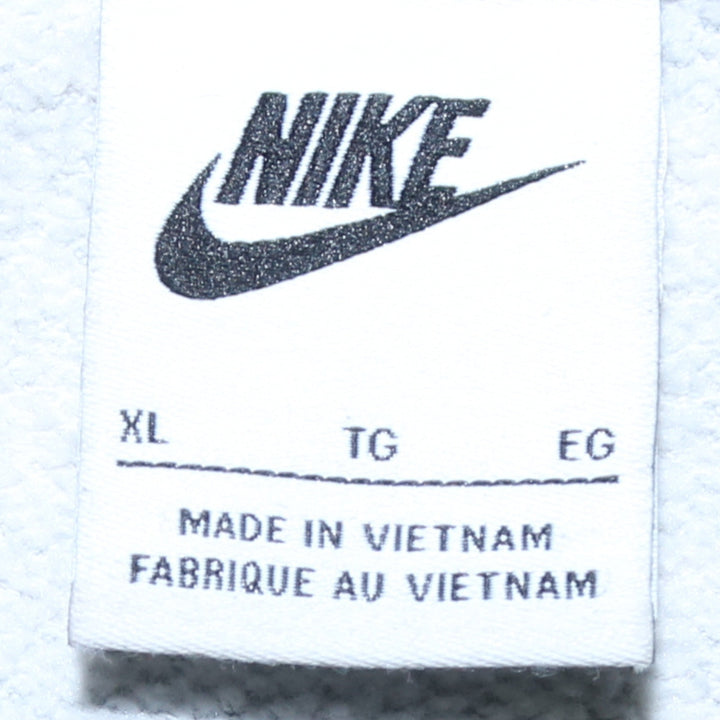 NIKE
XL TG EG
MADE IN VIETNAM
FABRIQUE AU VIETNAM